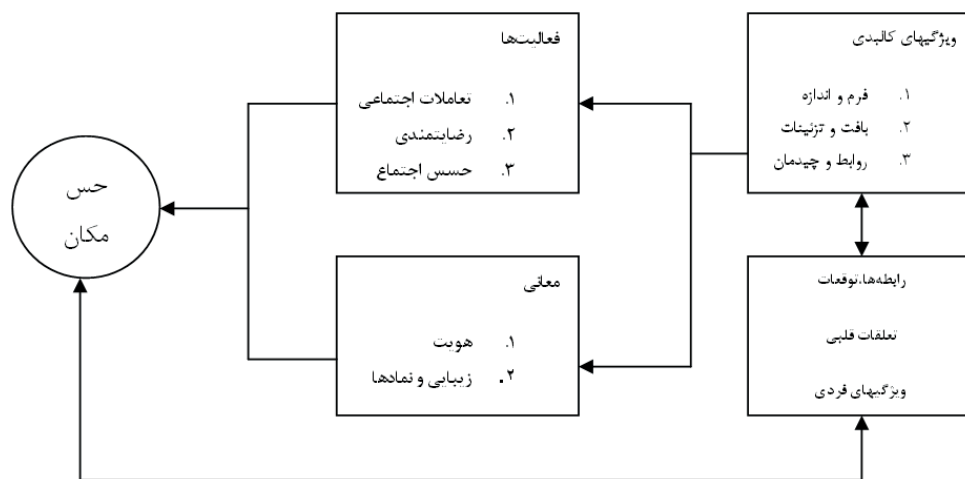 ویژگیهای کالبدی
۱. فرم و اندازه
۲. بافت و تزئینات
۳. روابط و چیدمان
رابطه‌ها،توقعات
تعلقات قلبی
ویژگیهای فردی
فعالیت‌ها
۱. تعاملات اجتماعی
۲. رضایتمندی
۳. حسس اجتماع
معانی
۱. هویت
۲. زیبایی و نمادها
حس
مکان